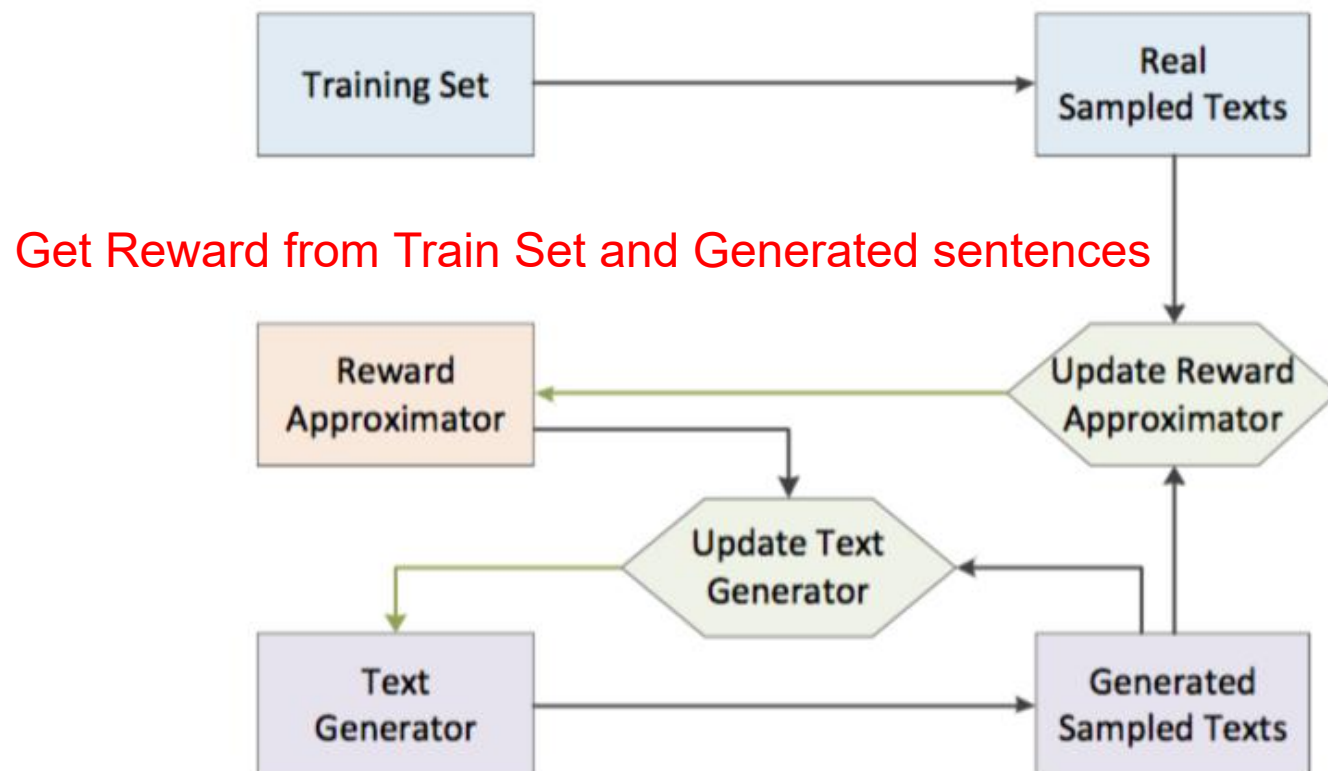 Training Set
Real
Sampled Texts
Get Reward from Train Set and Generated sentences
Reward
Approximator
Update Reward
Approximator
Update Text
Generator
Text
Generator
Generated
Sampled Texts